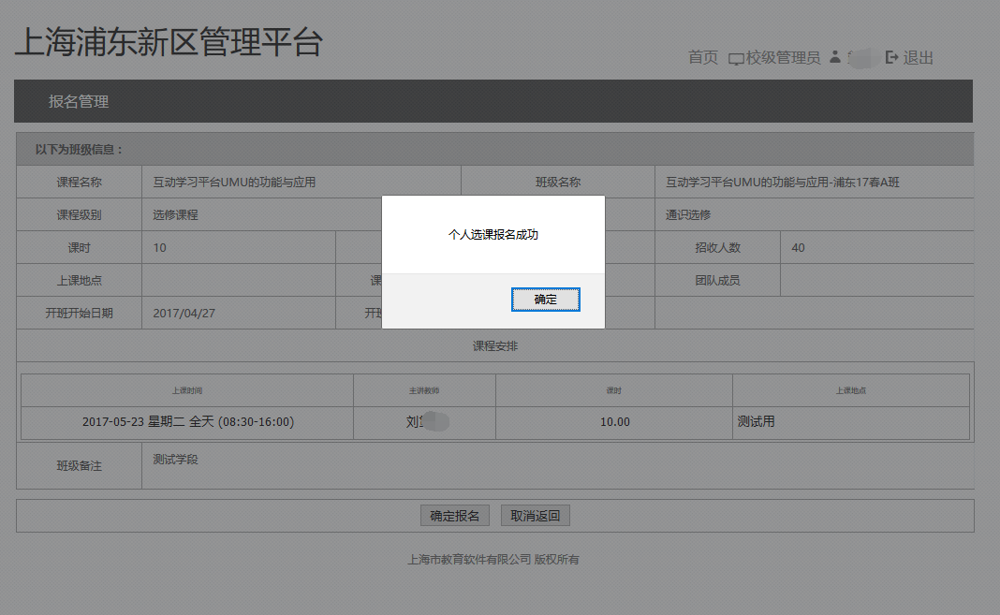 上海浦东新区管理平台
首页 校级管理员 退出
报名管理
以下为班级信息：
课程名称 互动学习平台UMU的功能与应用 班级名称 互动学习平台UMU的功能与应用-浦东17春A班
课程级别 选修课程 通识选修
课时 10 招收人数 40
上课地点 课 团队成员
开班开始日期 2017/04/27 开班
个人选课报名成功
确定
课程安排
上课时间 主讲教师 课时 上课地点
2017-05-23 星期二 全天 (08:30-16:00) 刘 10.00 测试用
班级备注 测试学段
确定报名 取消返回
上海市教育软件有限公司 版权所有